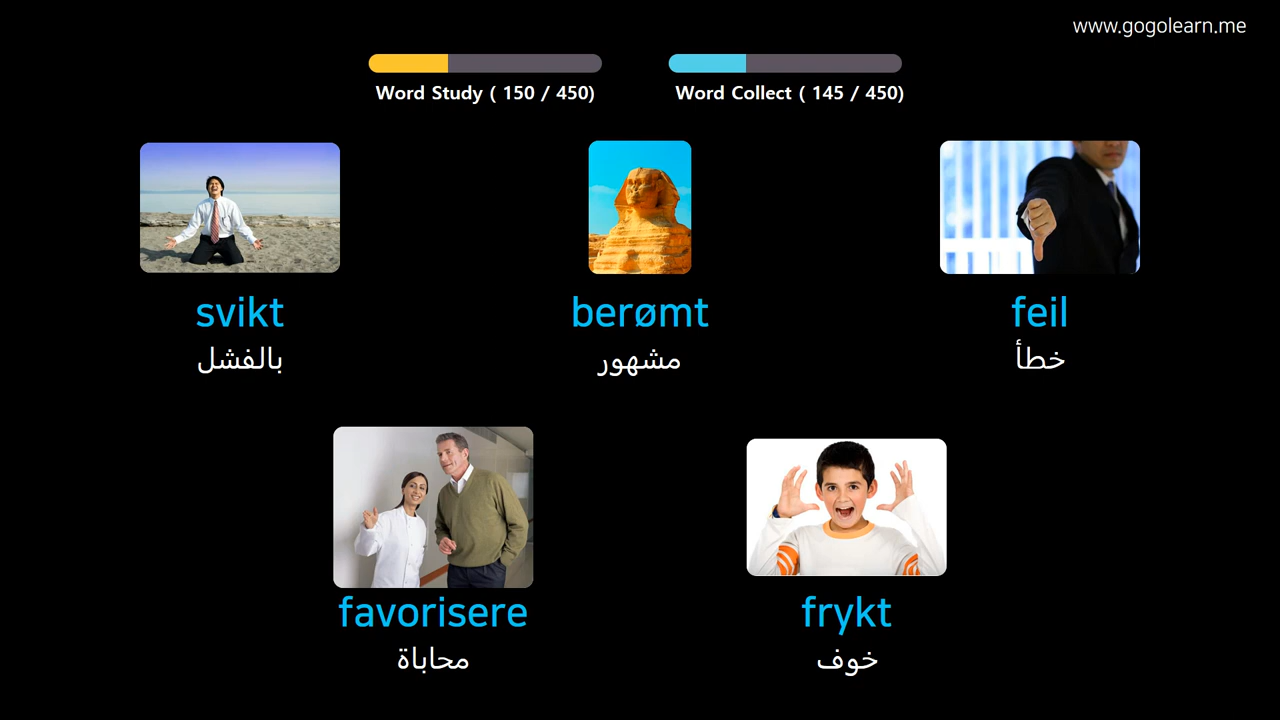 www.gogolearn.me
Word Study ( 150 / 450)
Word Collect ( 145 / 450)
svikt
بالفشل
berømt
مشهور
feil
خطأ
favorisere
محاباة
frykt
خوف